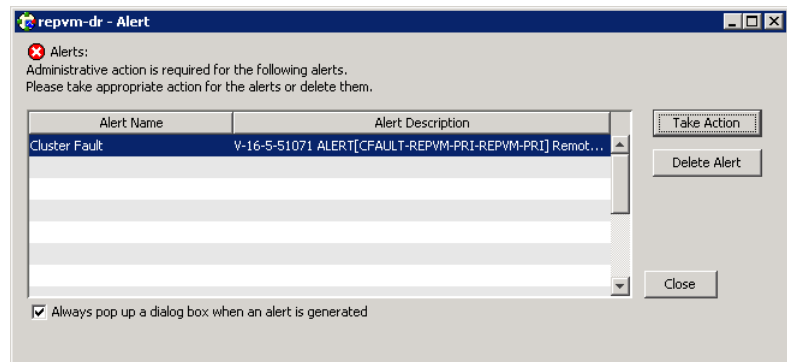 repvm-dr - Alert
Alerts:
Administrative action is required for the following alerts.
Please take appropriate action for the alerts or delete them.
Alert Name Alert Description
Cluster Fault V-16-5-51071 ALERT[CFAULT-REPVM-PRI-REPVM-PRI] Remot...
Take Action
Delete Alert
Close
Always pop up a dialog box when an alert is generated